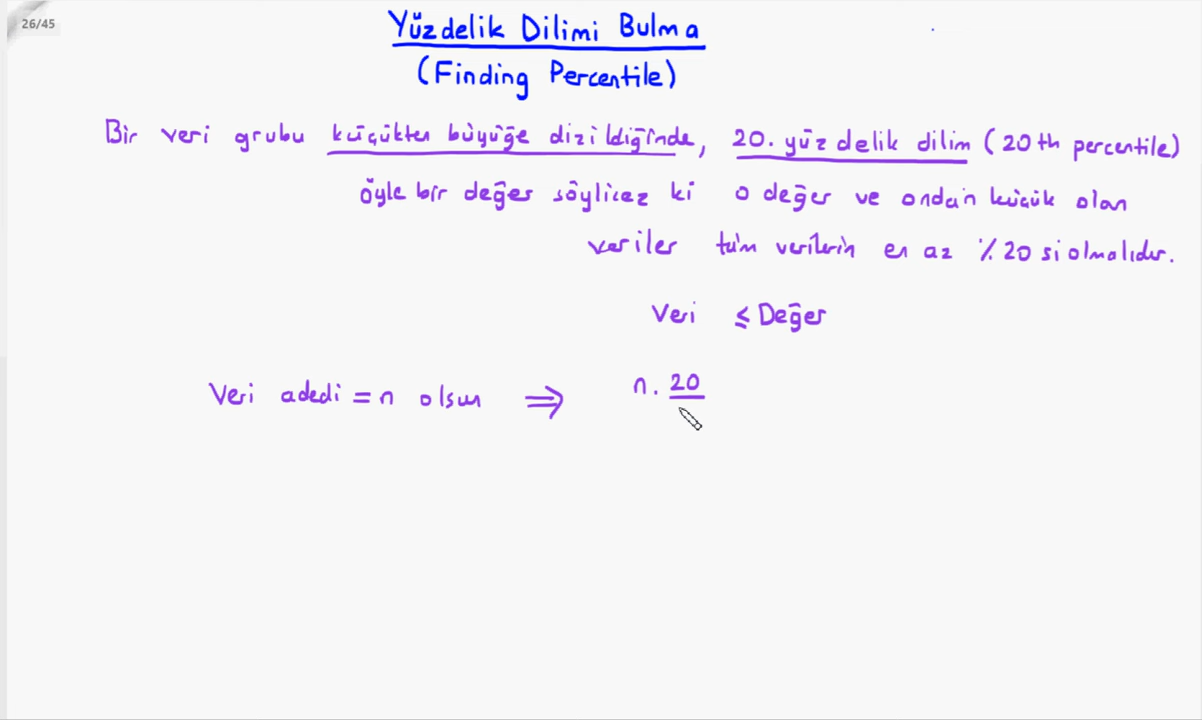 26/45
Yüzdelik Dilimi Bulma
(Finding Percentile)
Bir veri grubu küçükten büyüğe dizildiğinde, 20. yüzdelik dilim (20th percentile)
öyle bir değer söylicez ki o değer ve ondan küçük olan
veriler tüm verilerin en az %20 si olmalıdır.
Veri ≤ Değer
Veri adedi = n olsun ⇒ n. 20